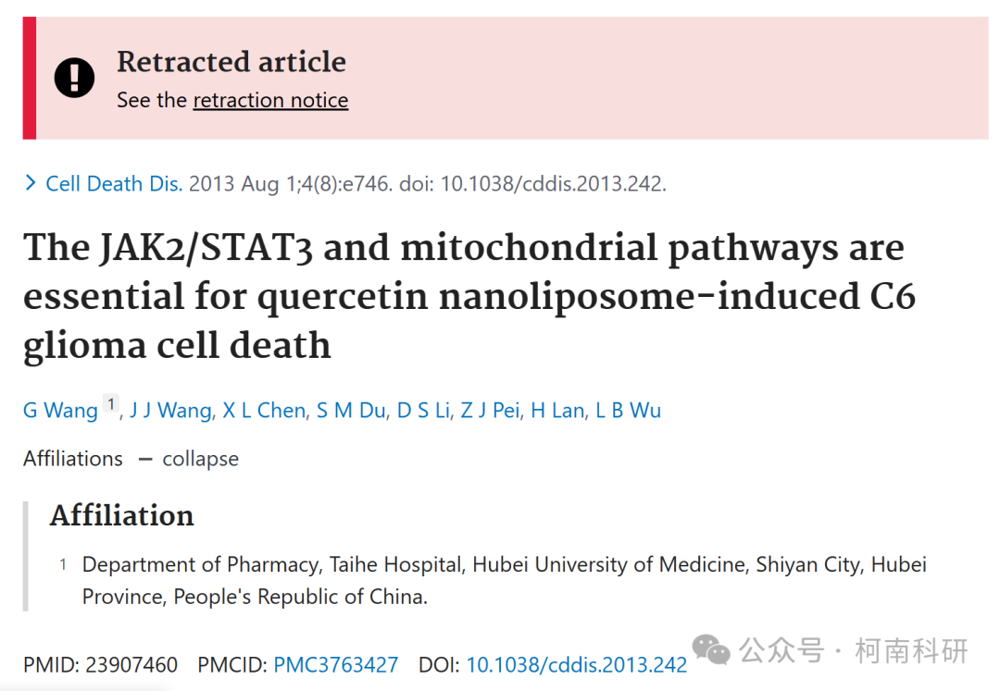 Retracted article
See the retraction notice
> Cell Death Dis. 2013 Aug 1;4(8):e746. doi: 10.1038/cddis.2013.242.
The JAK2/STAT3 and mitochondrial pathways are
essential for quercetin nanoliposome-induced C6
glioma cell death
G Wang 1, J J Wang, X L Chen, S M Du, D S Li, Z J Pei, H Lan, L B Wu
Affiliations — collapse
Affiliation
1 Department of Pharmacy, Taihe Hospital, Hubei University of Medicine, Shiyan City, Hubei
Province, People's Republic of China.
PMID: 23907460 PMCID: PMC3763427 DOI: 10.1038/cddis.2013.242
公众号 · 柯南科研